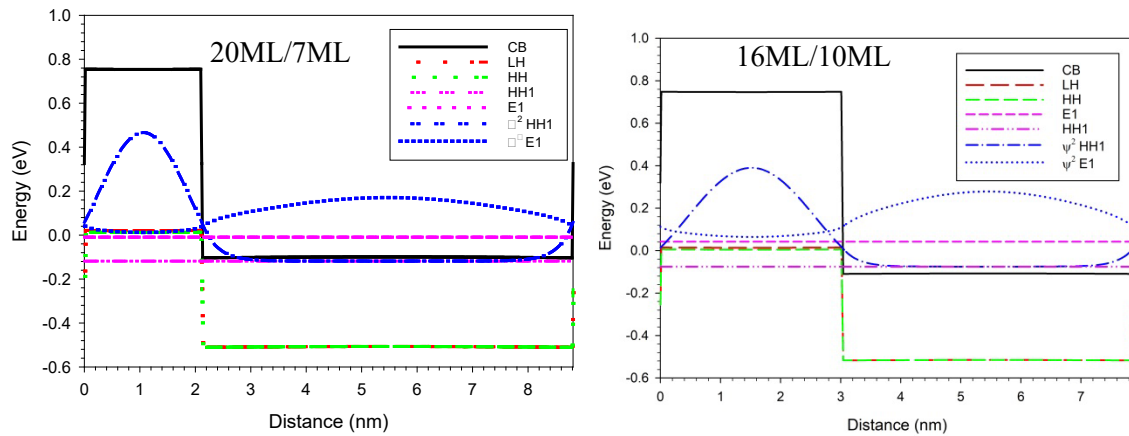 20ML/7ML
CB
LH
HH
HH1
E1
□² HH1
□□ E1
Energy (eV)
1.0
0.8
0.6
0.4
0.2
0.0
-0.2
-0.4
-0.6
0 1 2 3 4 5 6 7 8
Distance (nm)
16ML/10ML
CB
LH
HH
E1
HH1
ψ² HH1
ψ² E1
Energy (eV)
1.0
0.8
0.6
0.4
0.2
0.0
-0.2
-0.4
-0.6
0 1 2 3 4 5 6 7
Distance (nm)